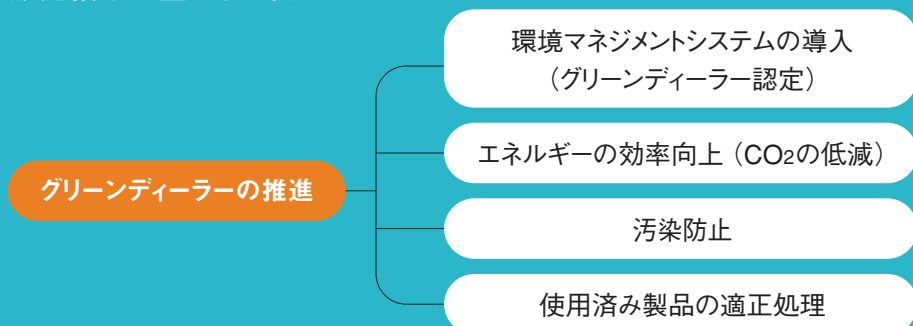 環境マネジメントシステムの導入
（グリーンディーラー認定）
エネルギーの効率向上（CO2の低減）
グリーンディーラーの推進
汚染防止
使用済み製品の適正処理